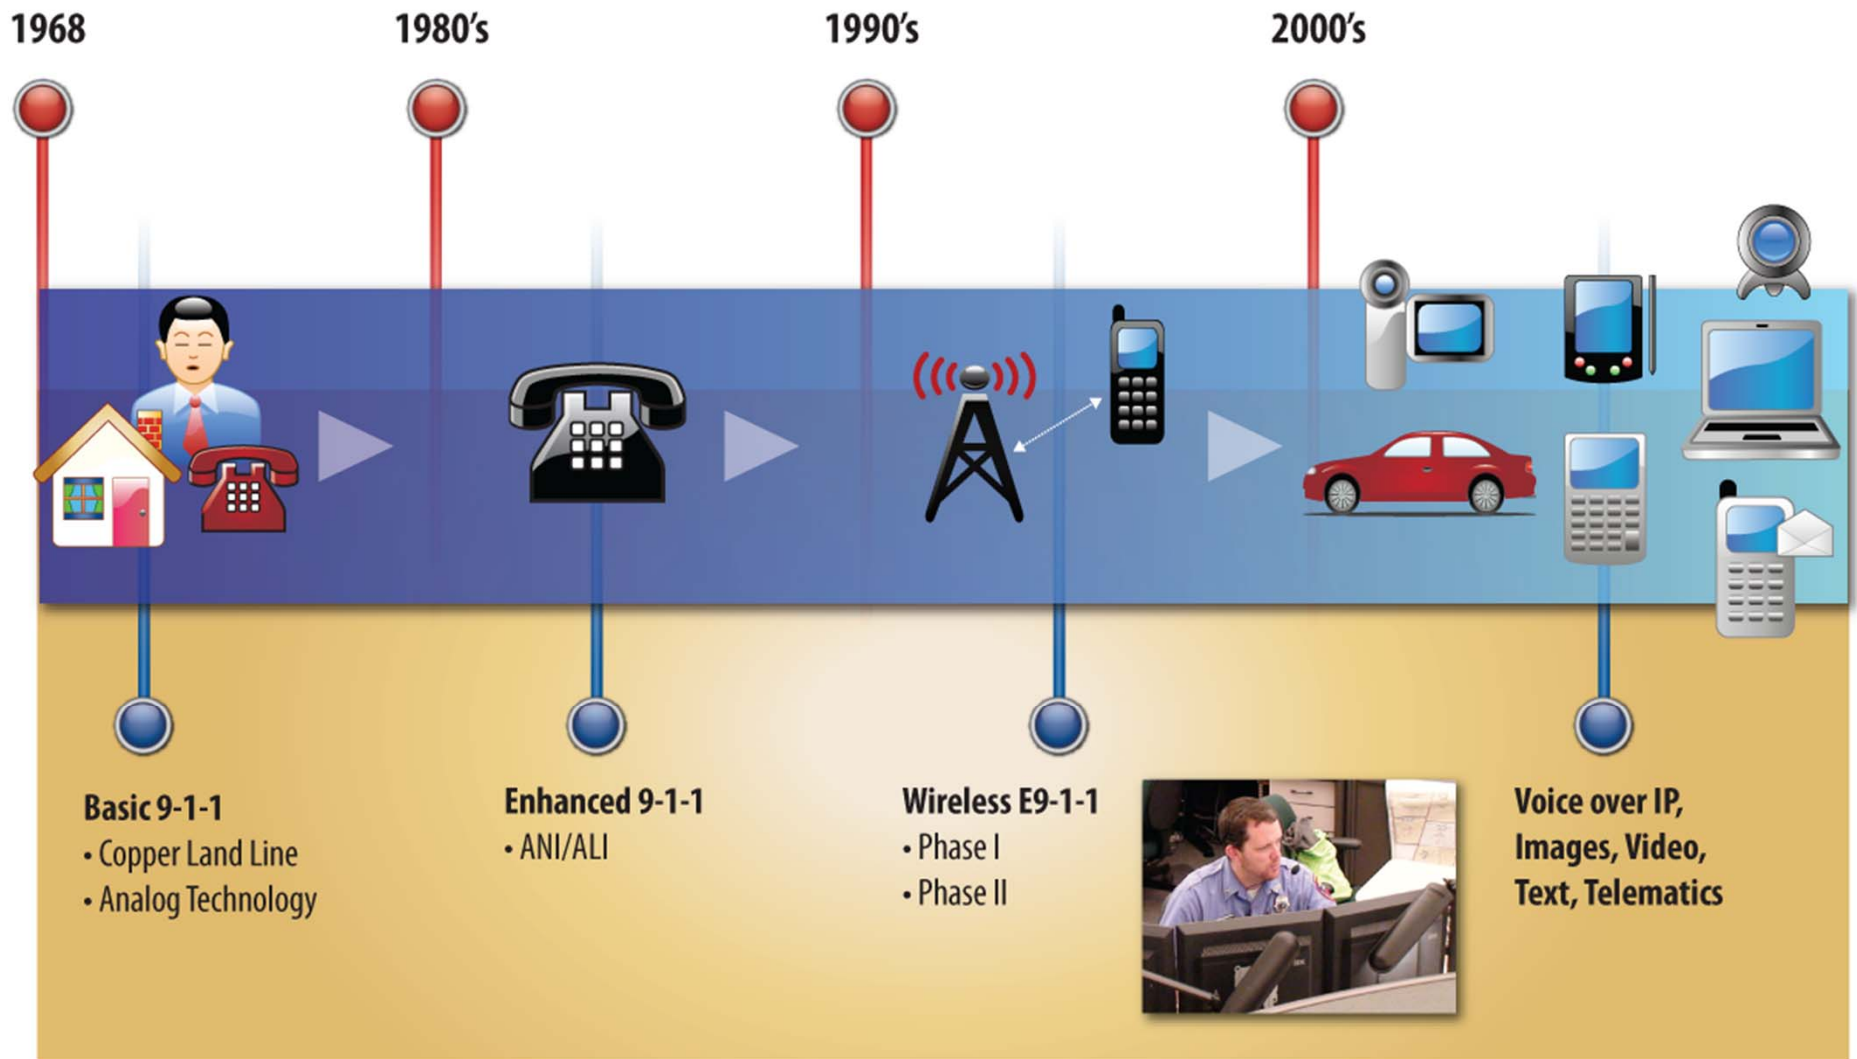 1968
1980's
1990's
2000's
Basic 9-1-1
• Copper Land Line
• Analog Technology
Enhanced 9-1-1
• ANI/ALI
Wireless E9-1-1
• Phase I
• Phase II
Voice over IP,
Images, Video,
Text, Telematics